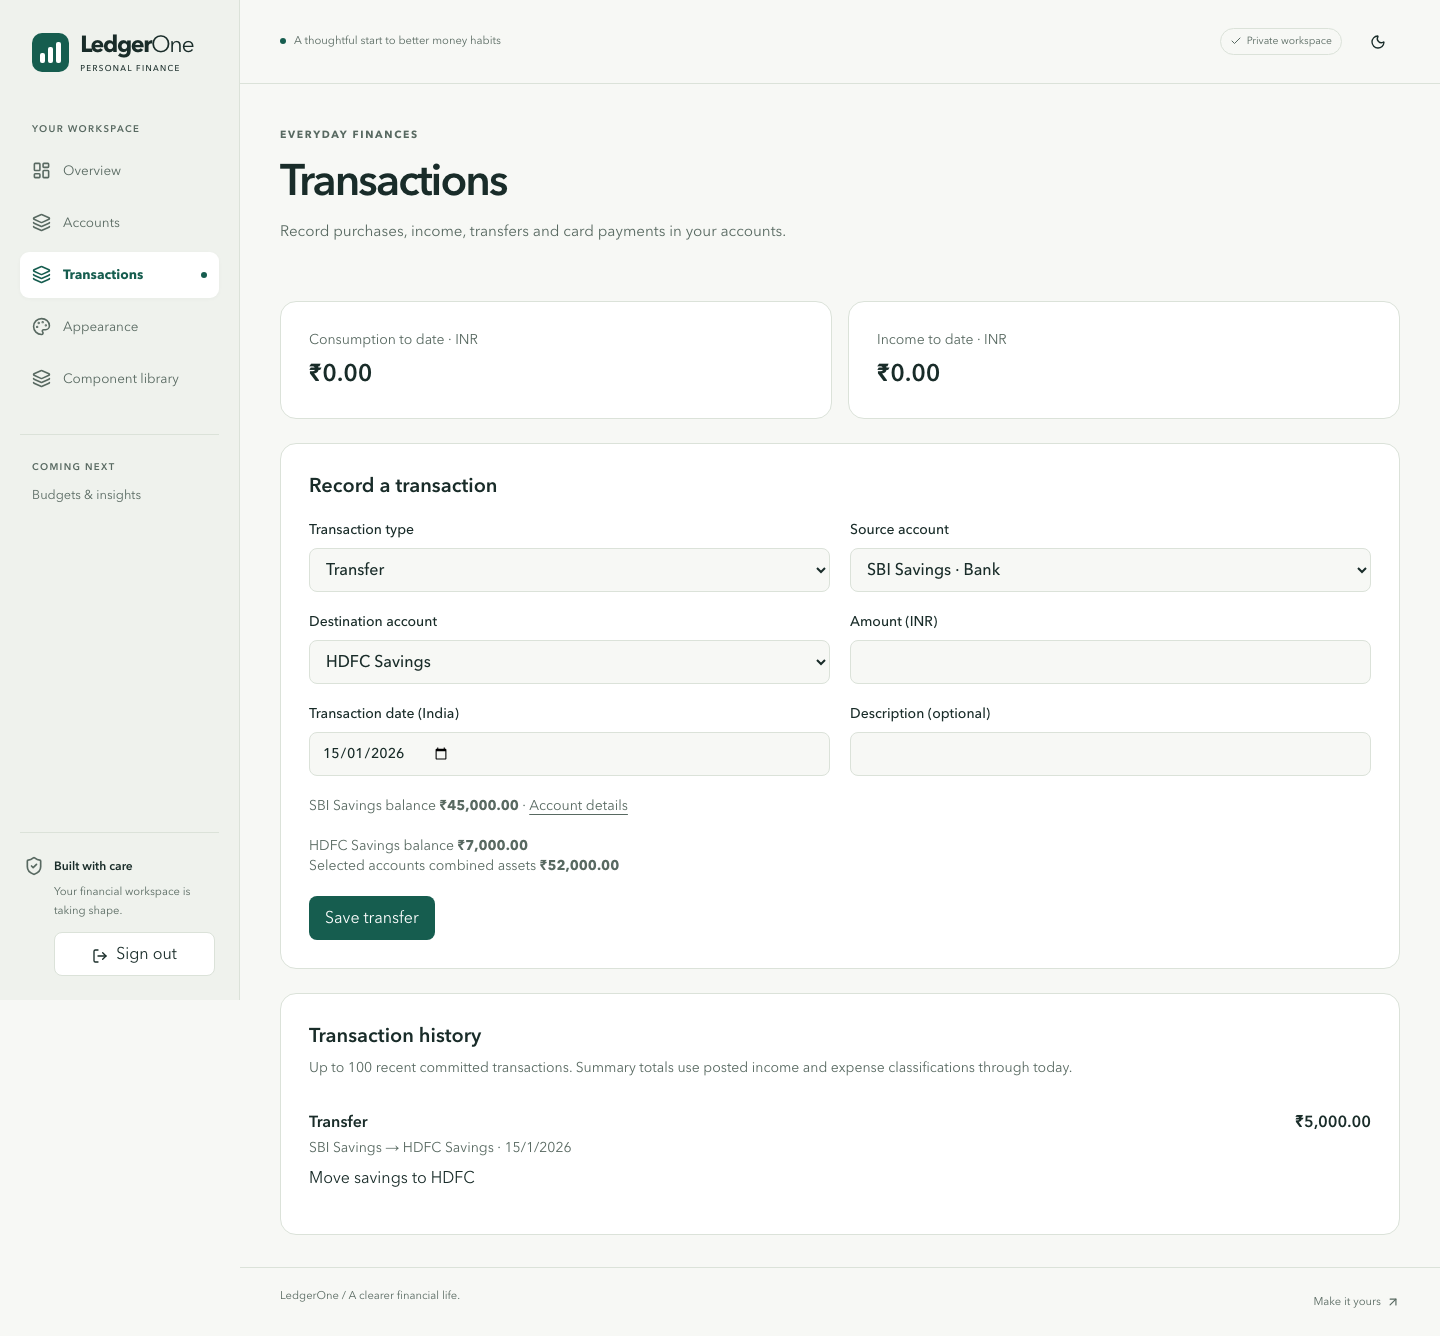 LedgerOne
PERSONAL FINANCE
YOUR WORKSPACE
Overview
Accounts
Transactions
Appearance
Component library
COMING NEXT
Budgets & insights
Built with care
Your financial workspace is
taking shape.
Sign out
A thoughtful start to better money habits
Private workspace
EVERYDAY FINANCES
Transactions
Record purchases, income, transfers and card payments in your accounts.
Consumption to date · INR
₹0.00
Income to date · INR
₹0.00
Record a transaction
Transaction type
Transfer
Source account
SBI Savings · Bank
Destination account
HDFC Savings
Amount (INR)
Transaction date (India)
15/01/2026
Description (optional)
SBI Savings balance ₹45,000.00 · Account details
HDFC Savings balance ₹7,000.00
Selected accounts combined assets ₹52,000.00
Save transfer
Transaction history
Up to 100 recent committed transactions. Summary totals use posted income and expense classifications through today.
Transfer
₹5,000.00
SBI Savings → HDFC Savings · 15/1/2026
Move savings to HDFC
LedgerOne / A clearer financial life.
Make it yours